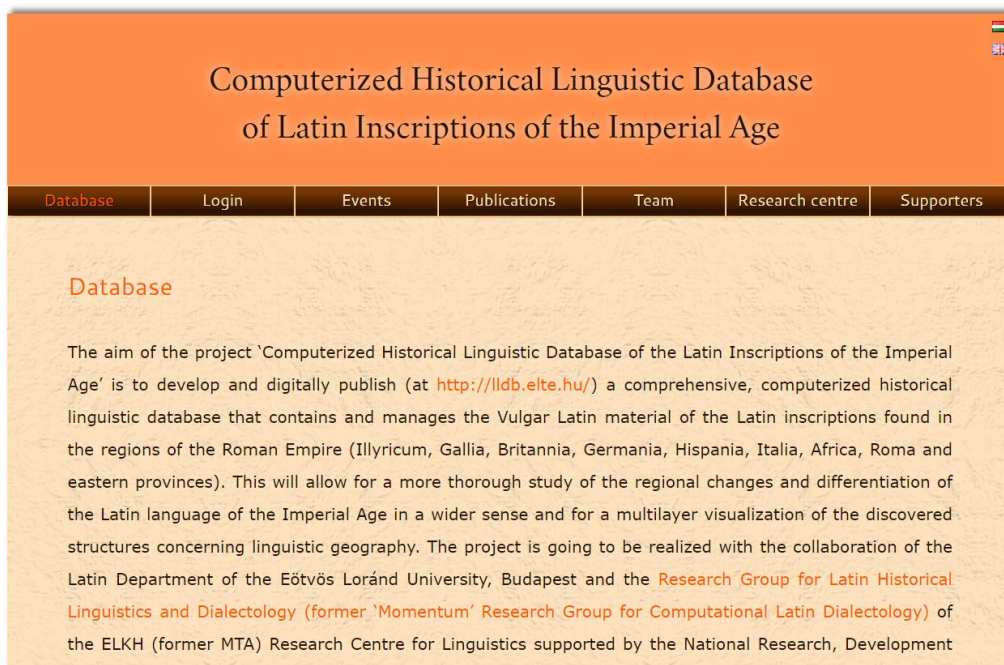 Computerized Historical Linguistic Database
of Latin Inscriptions of the Imperial Age
Database Login Events Publications Team Research centre Supporters
Database
The aim of the project ‘Computerized Historical Linguistic Database of the Latin Inscriptions of the Imperial
Age’ is to develop and digitally publish (at http://lldb.elte.hu/) a comprehensive, computerized historical
linguistic database that contains and manages the Vulgar Latin material of the Latin inscriptions found in
the regions of the Roman Empire (Illyricum, Gallia, Britannia, Germania, Hispania, Italia, Africa, Roma and
eastern provinces). This will allow for a more thorough study of the regional changes and differentiation of
the Latin language of the Imperial Age in a wider sense and for a multilayer visualization of the discovered
structures concerning linguistic geography. The project is going to be realized with the collaboration of the
Latin Department of the Eötvös Loránd University, Budapest and the Research Group for Latin Historical
Linguistics and Dialectology (former ‘Momentum’ Research Group for Computational Latin Dialectology) of
the ELKH (former MTA) Research Centre for Linguistics supported by the National Research, Development